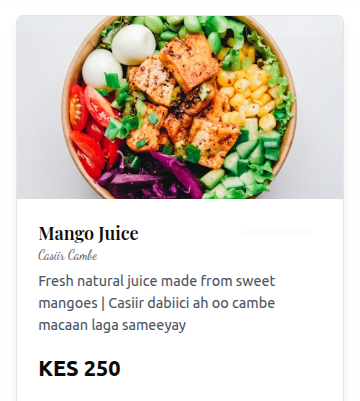 Mango Juice
Casiir Cambe
Fresh natural juice made from sweet
mangoes | Casiir dabiici ah oo cambe
macaan laga sameeyay
KES 250